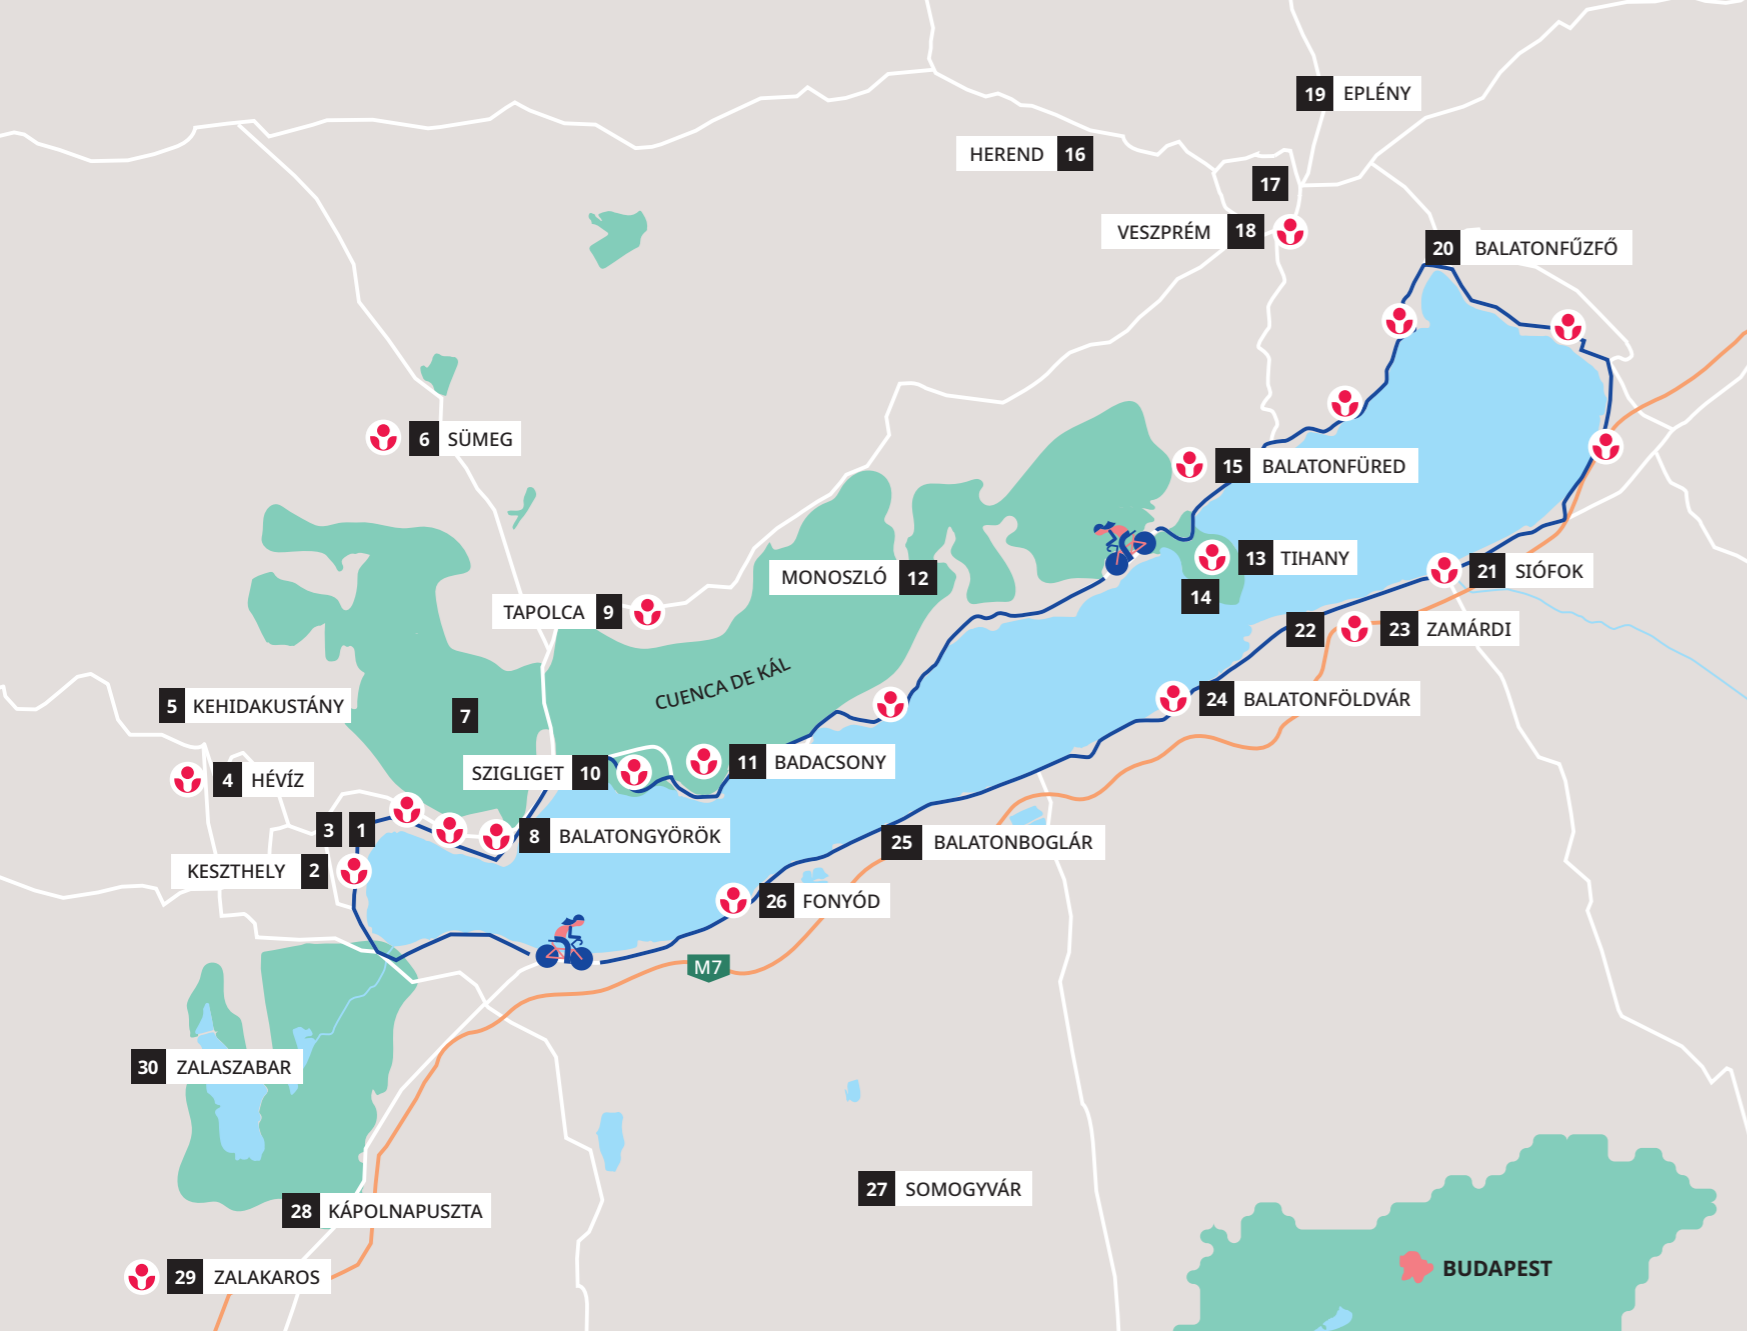 19 EPLÉNY
HEREND 16
17
VESZPRÉM 18
20 BALATONFŰZFŐ
6 SÜMEG
15 BALATONFÜRED
13 TIHANY
21 SIÓFOK
MONOSZLÓ 12
14
TAPOLCA 9
22
23 ZAMÁRDI
CUENCA DE KÁL
24 BALATONFÖLDVÁR
5 KEHIDAKUSTÁNY
7
11 BADACSONY
SZIGLIGET 10
4 HÉVÍZ
3 1
8 BALATONGYÖRÖK
25 BALATONBOGLÁR
KESZTHELY 2
26 FONYÓD
M7
30 ZALASZABAR
27 SOMOGYVÁR
28 KÁPOLNAPUSZTA
BUDAPEST
29 ZALAKAROS